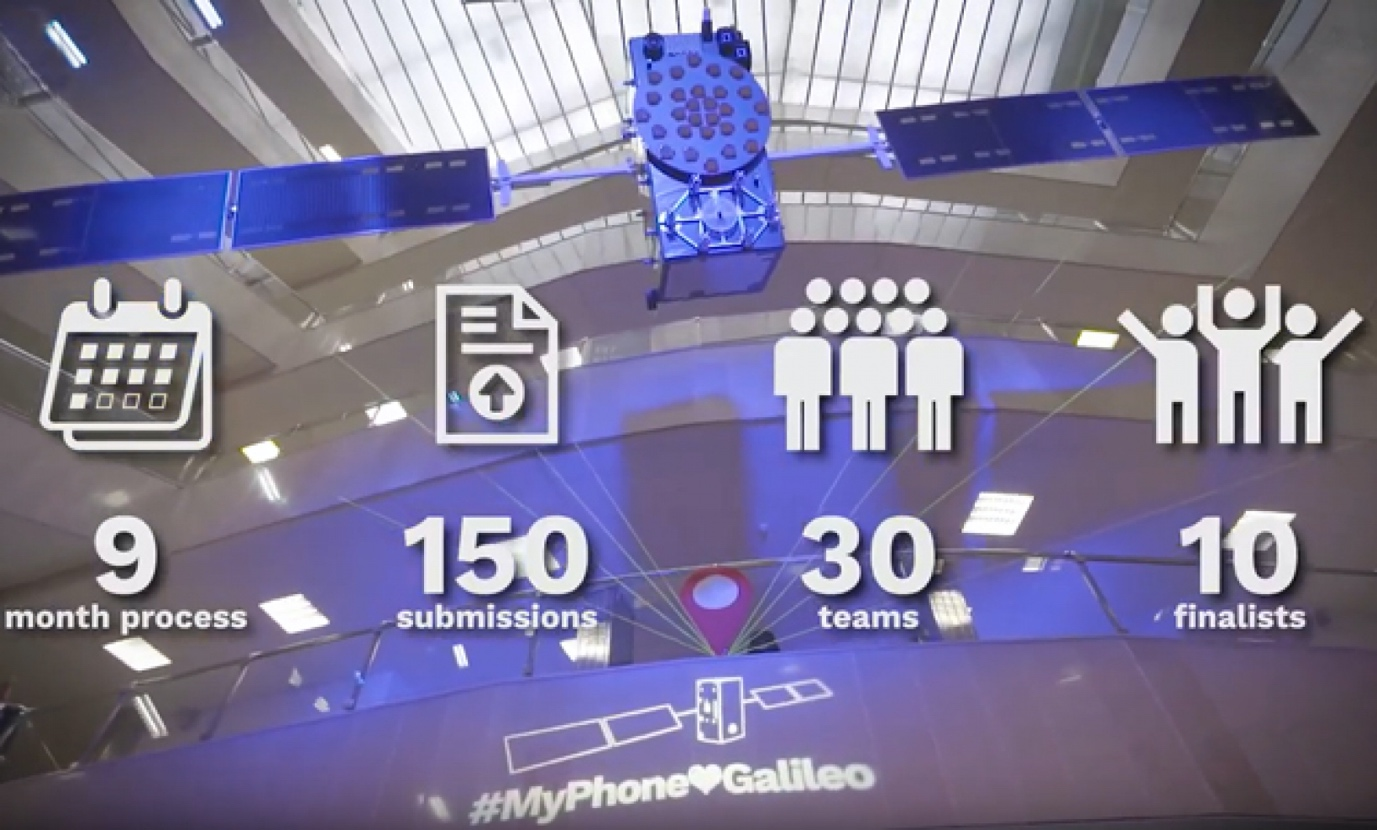 9
month process
150
submissions
30
teams
10
finalists
#MyPhone♥Galileo